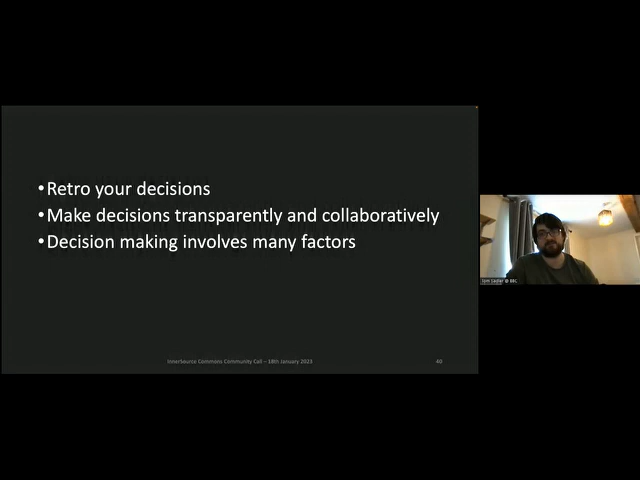 •Retro your decisions
•Make decisions transparently and collaboratively
•Decision making involves many factors
InnerSource Commons Community Call – 18th January 2023
40
@ BBC